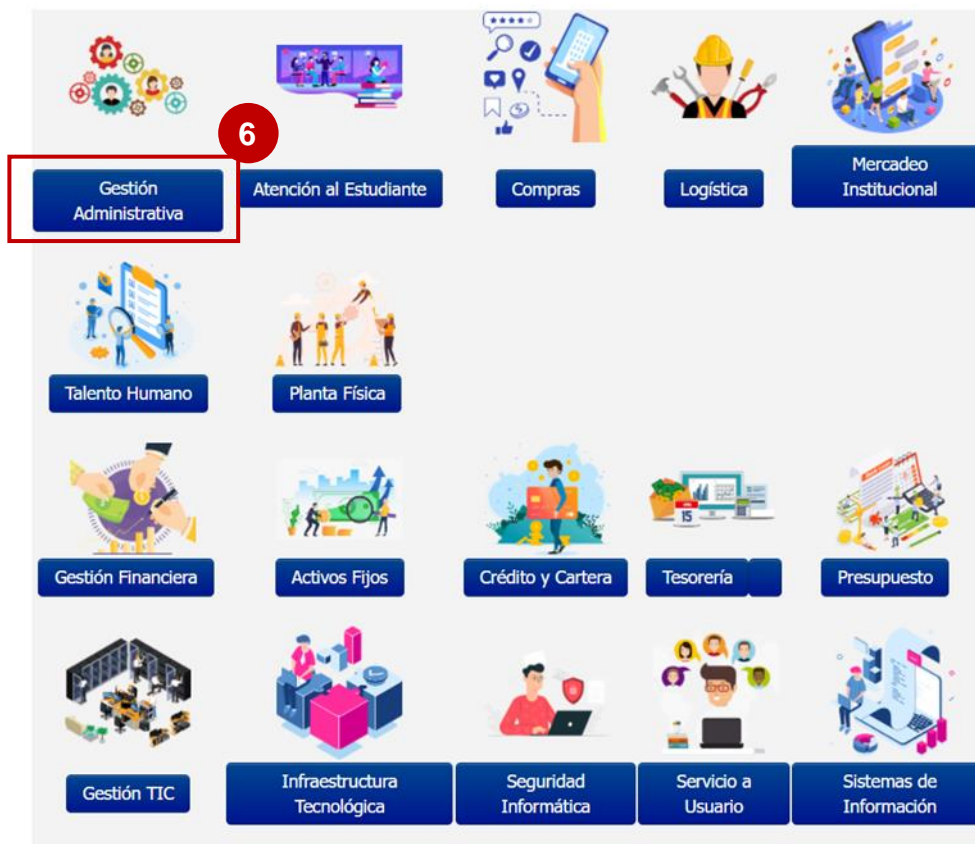 6
Gestión
Administrativa
Atención al Estudiante
Compras
Logística
Mercadeo
Institucional
Talento Humano
Planta Física
15
Gestión Financiera
Activos Fijos
Crédito y Cartera
Tesorería
Presupuesto
Gestión TIC
Infraestructura
Tecnológica
Seguridad
Informática
Servicio a
Usuario
Sistemas de
Información